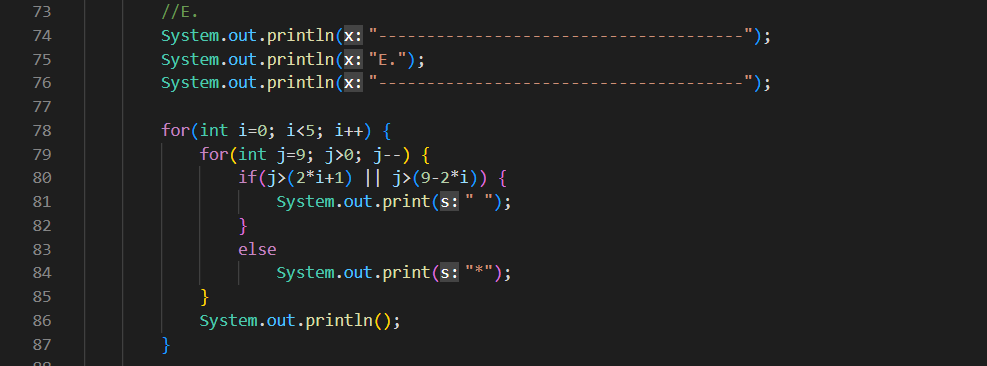 73 //E.
74 System.out.println(x: "--------------------------------------");
75 System.out.println(x: "E.");
76 System.out.println(x: "--------------------------------------");
77
78 for(int i=0; i<5; i++) {
79 for(int j=9; j>0; j--) {
80 if(j>(2*i+1) || j>(9-2*i)) {
81 System.out.print(s: " ");
82 }
83 else
84 System.out.print(s: "*");
85 }
86 System.out.println();
87 }
88